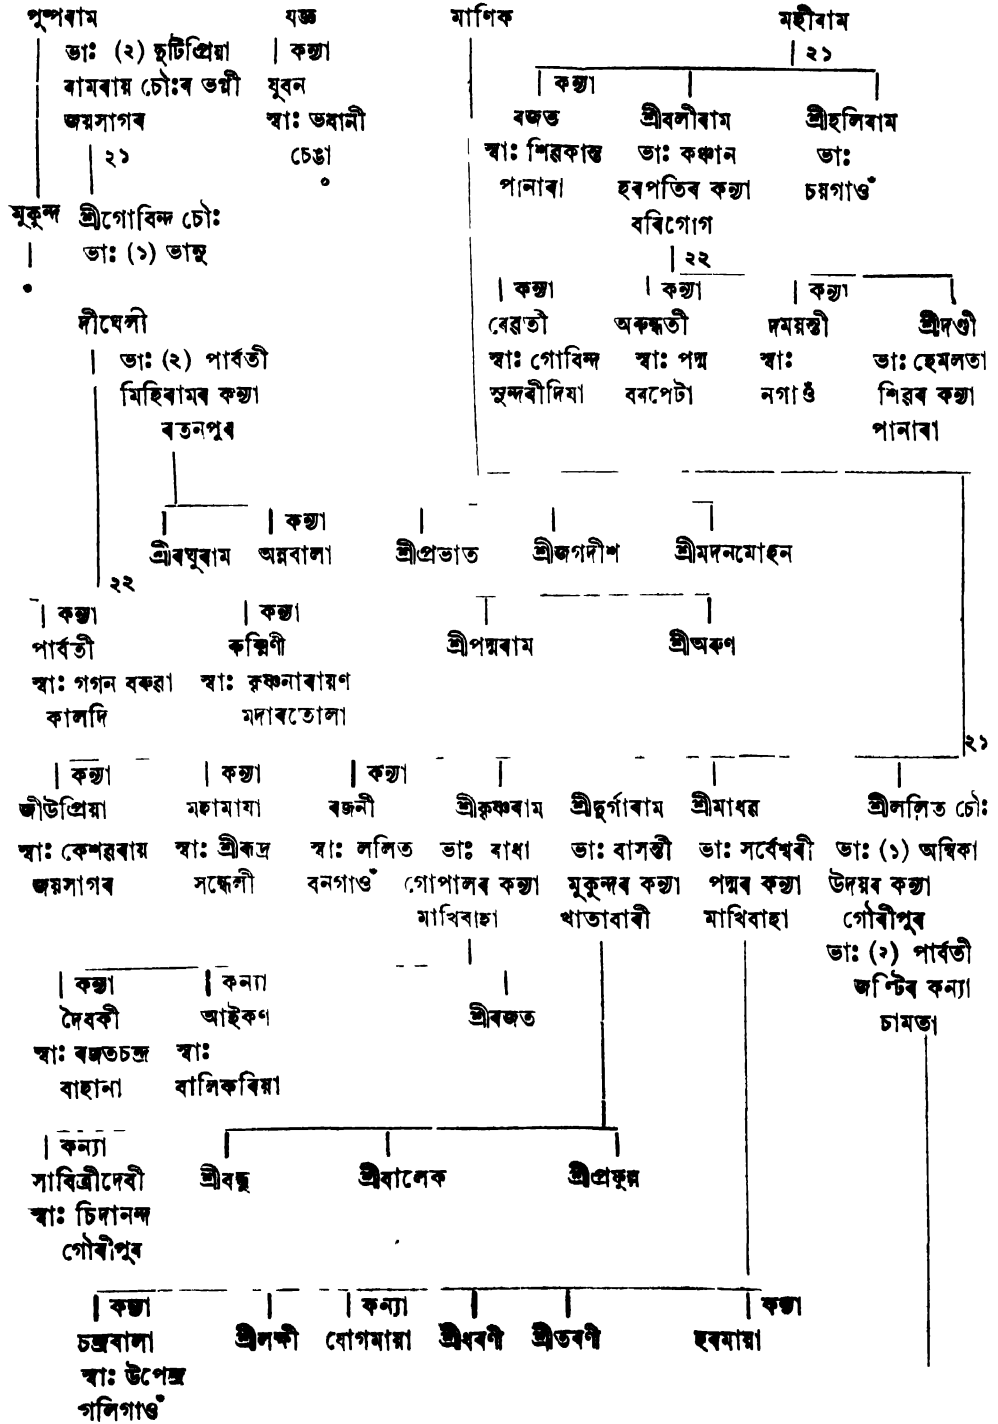 পুষ্পৰাম যজ্ঞ মাণিক মহীৰাম
ভাঃ (২) ছুটিপ্ৰিয়া | কন্যা ২১
ৰামৰায় চৌঃৰ ভগ্নী যুবন | কন্যা
জয়সাগৰ স্বাঃ ভৱানী ৰজত শ্ৰীবলীৰাম শ্ৰীহলিৰাম
২১ চেঙা স্বাঃ শিৱকান্ত ভাঃ কঞ্চান ভাঃ
পানাৰা হৰপতিৰ কন্যা চয়গাওঁ
মুকুন্দ শ্ৰীগোবিন্দ চৌঃ বৰিগোগ
ভাঃ (১) ভানু ২২
| কন্যা | কন্যা | কন্যা
দীঘেলী ৰেৱতী অৰুন্ধতী দময়ন্তী শ্ৰীদণ্ডী
ভাঃ (২) পাৰ্বতী স্বাঃ গোবিন্দ স্বাঃ পদ্ম স্বাঃ ভাঃ হেমলতা
মিহিৰামৰ কন্যা সুন্দৰীদিযা বৰপেটা নগাওঁ শিৱৰ কন্যা
ৰতনপুৰ পানাৰা
| কন্যা
শ্ৰীৰঘুৰাম অন্নবালা শ্ৰীপ্ৰভাত শ্ৰীজগদীশ শ্ৰীমদনমোহন
২২
| কন্যা | কন্যা
পাৰ্বতী ৰুক্মিণী শ্ৰীপদ্মৰাম শ্ৰীঅৰুণ
স্বাঃ গগন বৰুৱা স্বাঃ কৃষ্ণনাৰায়ণ
কালদি মদাৰতোলা
২১
| কন্যা | কন্যা | কন্যা
জীউপ্ৰিয়া মহামাযা ৰজনী শ্ৰীকৃষ্ণৰাম শ্ৰীদুৰ্গাৰাম শ্ৰীমাধৱ শ্ৰীললিত চৌঃ
স্বাঃ কেশৱৰায় স্বাঃ শ্ৰীৰুদ্ৰ স্বাঃ ললিত ভাঃ ৰাধা ভাঃ বাসন্তী ভাঃ সৰ্বেশ্বৰী ভাঃ (১) অম্বিকা
জয়সাগৰ সন্ধেলী বনগাওঁ গোপালৰ কন্যা মুকুন্দৰ কন্যা পদ্মৰ কন্যা উদয়ৰ কন্যা
মাখিবাহা খাতাবাৰী মাখিবাহা গৌৰীপুৰ
ভাঃ (২) পাৰ্বতী
| কন্যা | কন্যা জণ্টিৰ কন্যা
দৈবকী আইকণ শ্ৰীৰজত চামতা
স্বাঃ ৰজতচন্দ্ৰ স্বাঃ
বাহানা বালিকৰিয়া
| কন্যা
সাবিত্ৰীদেবী শ্ৰীবন্ধু শ্ৰীবালেক শ্ৰীপ্ৰফুল্ল
স্বাঃ চিদানন্দ
গৌৰীপুৰ
| কন্যা | কন্যা | কন্যা
চন্দ্ৰবালা শ্ৰীলক্ষী যোগমায়া শ্ৰীধৰণী শ্ৰীতৰণী হৰমায়া
স্বাঃ উপেন্দ্ৰ
গলিগাওঁ